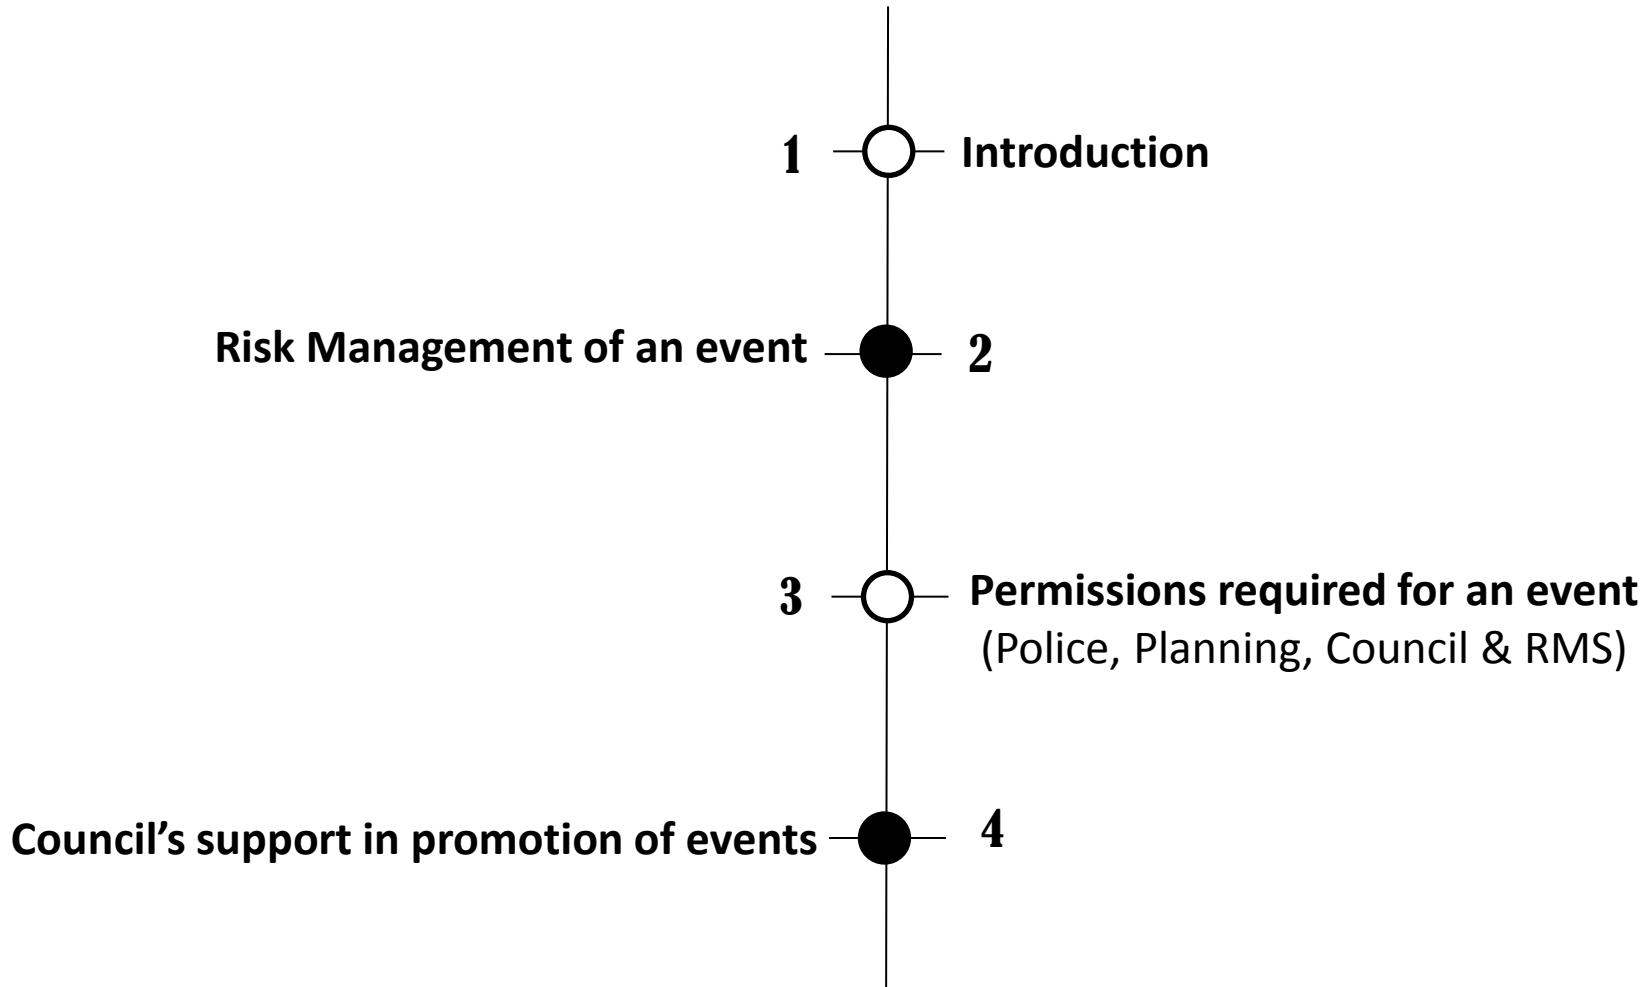 1 Introduction
Risk Management of an event 2
3 Permissions required for an event
(Police, Planning, Council & RMS)
Council’s support in promotion of events 4